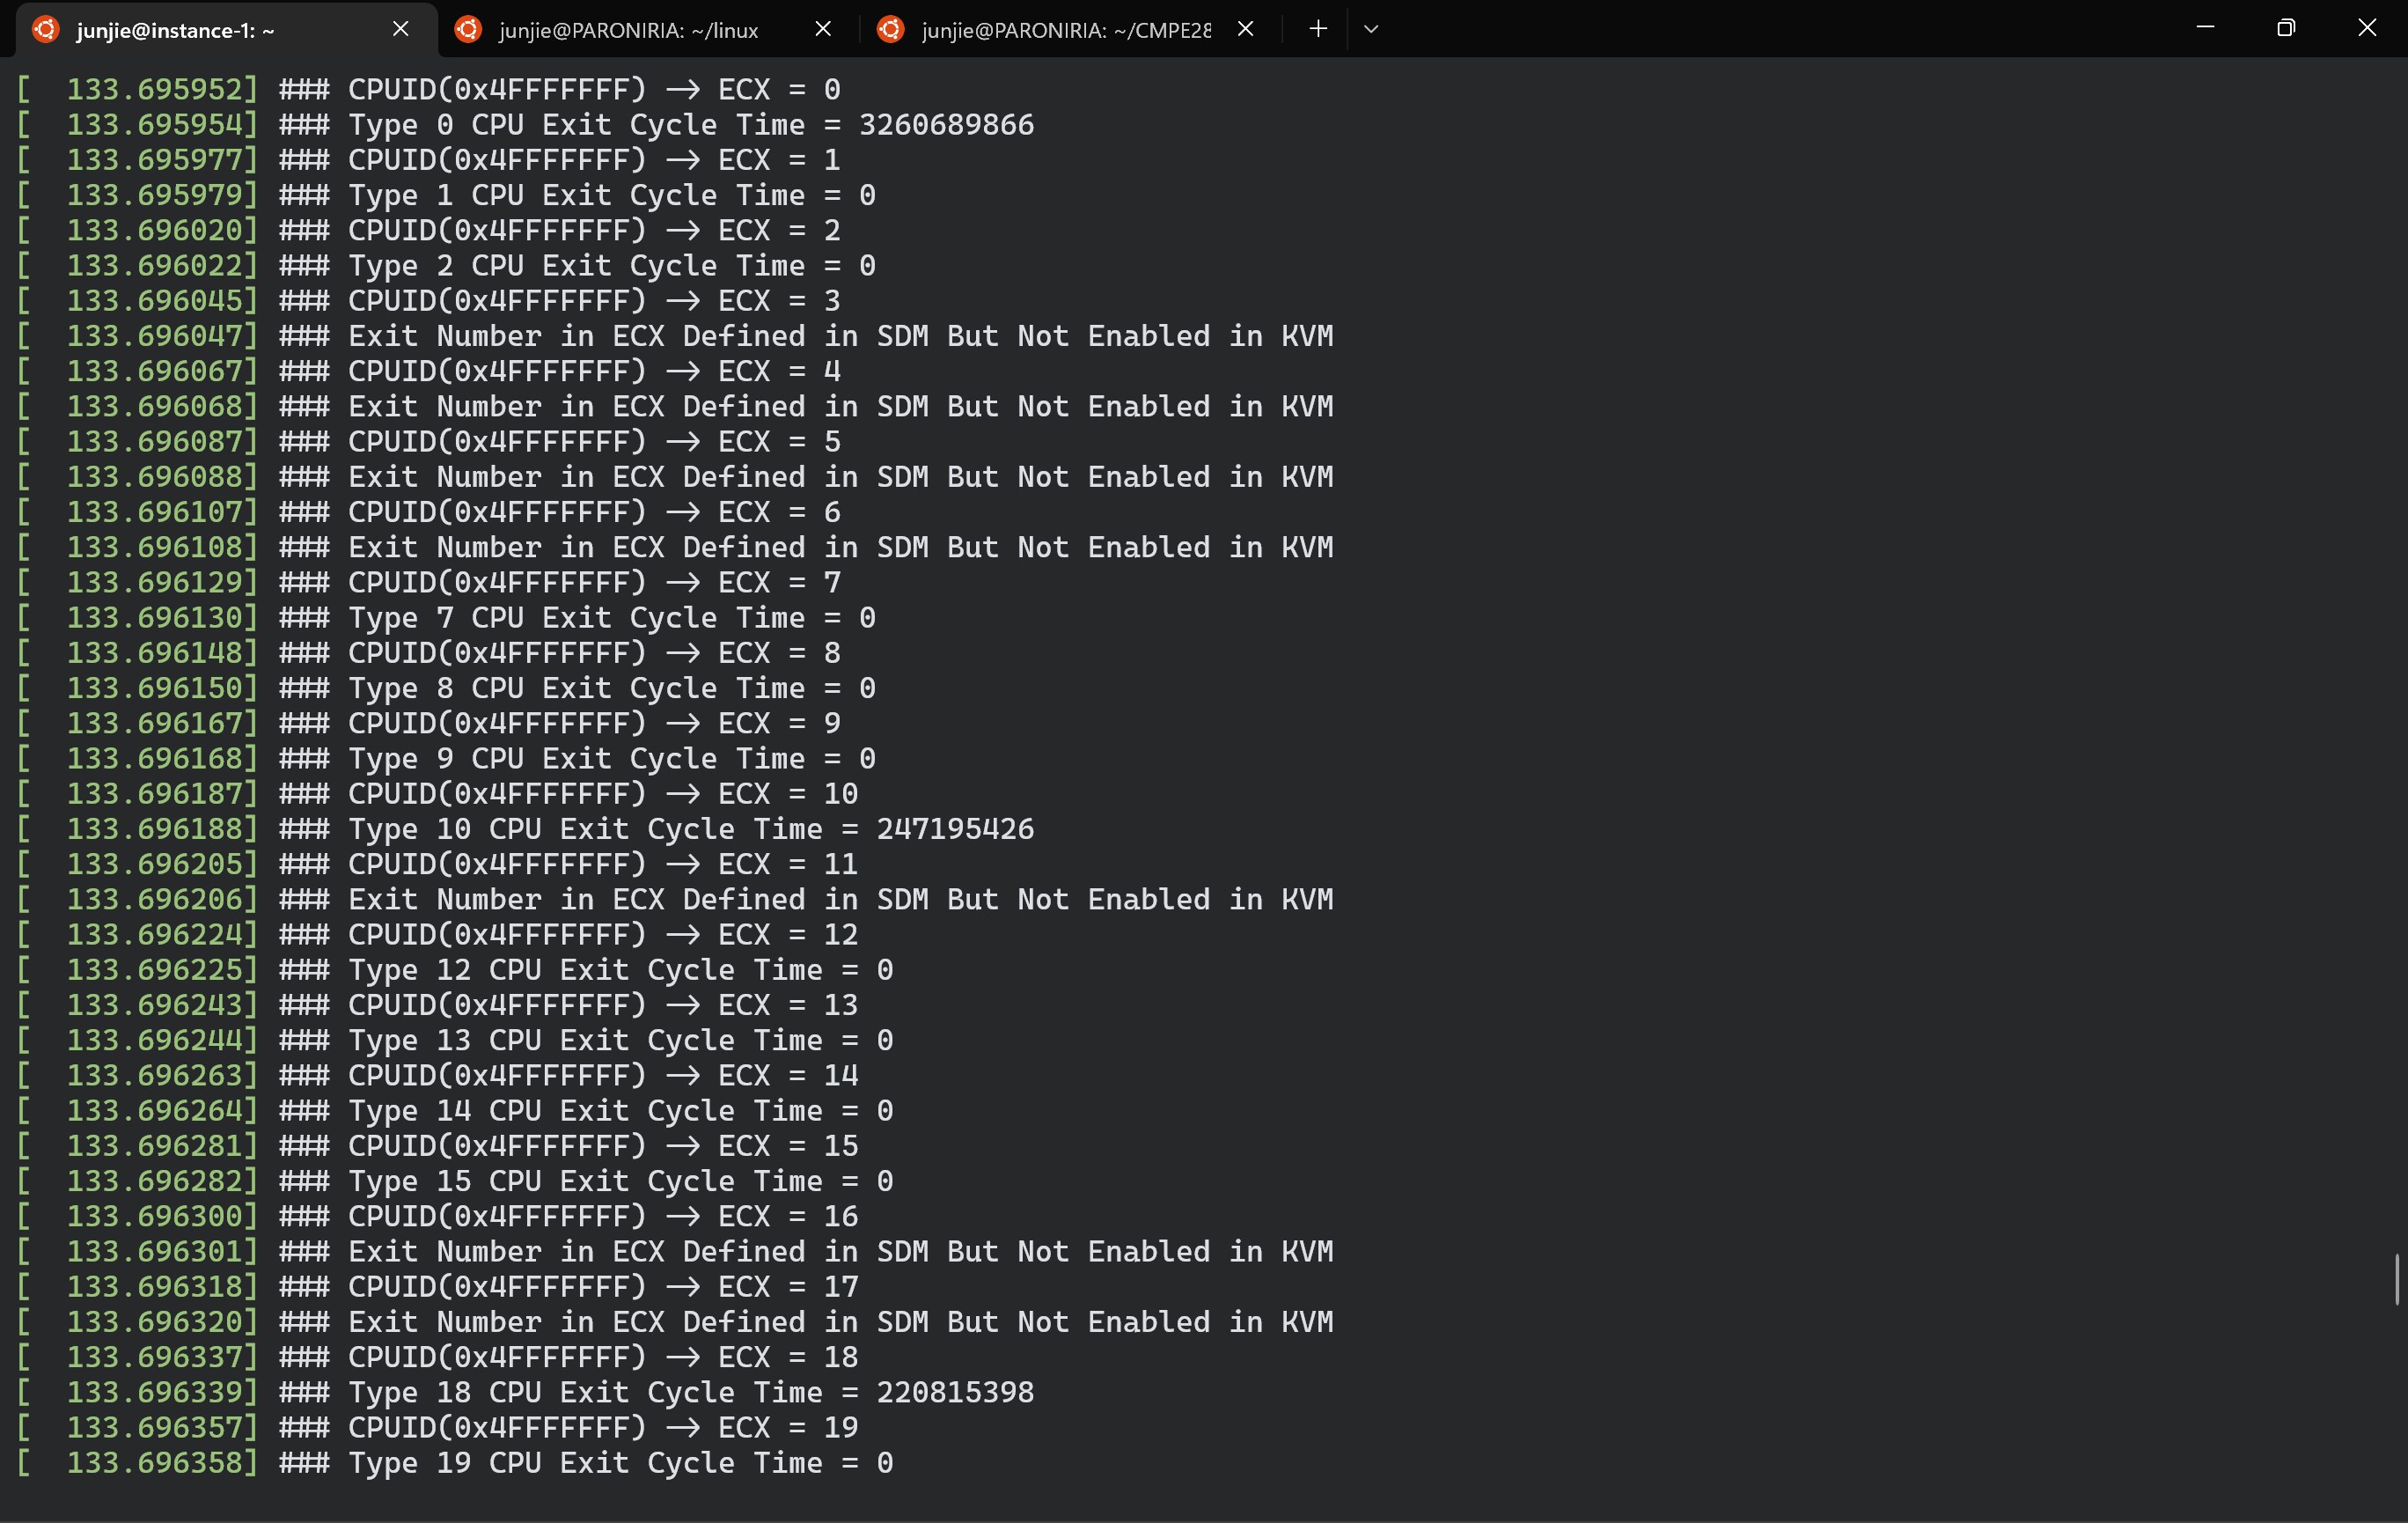 junjie@instance-1: ~
junjie@PARONIRIA: ~/linux
junjie@PARONIRIA: ~/CMPE28
[  133.695952] ### CPUID(0x4FFFFFFF) --> ECX = 0
[  133.695954] ### Type 0 CPU Exit Cycle Time = 3260689866
[  133.695977] ### CPUID(0x4FFFFFFF) --> ECX = 1
[  133.695979] ### Type 1 CPU Exit Cycle Time = 0
[  133.696020] ### CPUID(0x4FFFFFFF) --> ECX = 2
[  133.696022] ### Type 2 CPU Exit Cycle Time = 0
[  133.696045] ### CPUID(0x4FFFFFFF) --> ECX = 3
[  133.696047] ### Exit Number in ECX Defined in SDM But Not Enabled in KVM
[  133.696067] ### CPUID(0x4FFFFFFF) --> ECX = 4
[  133.696068] ### Exit Number in ECX Defined in SDM But Not Enabled in KVM
[  133.696087] ### CPUID(0x4FFFFFFF) --> ECX = 5
[  133.696088] ### Exit Number in ECX Defined in SDM But Not Enabled in KVM
[  133.696107] ### CPUID(0x4FFFFFFF) --> ECX = 6
[  133.696108] ### Exit Number in ECX Defined in SDM But Not Enabled in KVM
[  133.696129] ### CPUID(0x4FFFFFFF) --> ECX = 7
[  133.696130] ### Type 7 CPU Exit Cycle Time = 0
[  133.696148] ### CPUID(0x4FFFFFFF) --> ECX = 8
[  133.696150] ### Type 8 CPU Exit Cycle Time = 0
[  133.696167] ### CPUID(0x4FFFFFFF) --> ECX = 9
[  133.696168] ### Type 9 CPU Exit Cycle Time = 0
[  133.696187] ### CPUID(0x4FFFFFFF) --> ECX = 10
[  133.696188] ### Type 10 CPU Exit Cycle Time = 247195426
[  133.696205] ### CPUID(0x4FFFFFFF) --> ECX = 11
[  133.696206] ### Exit Number in ECX Defined in SDM But Not Enabled in KVM
[  133.696224] ### CPUID(0x4FFFFFFF) --> ECX = 12
[  133.696225] ### Type 12 CPU Exit Cycle Time = 0
[  133.696243] ### CPUID(0x4FFFFFFF) --> ECX = 13
[  133.696244] ### Type 13 CPU Exit Cycle Time = 0
[  133.696263] ### CPUID(0x4FFFFFFF) --> ECX = 14
[  133.696264] ### Type 14 CPU Exit Cycle Time = 0
[  133.696281] ### CPUID(0x4FFFFFFF) --> ECX = 15
[  133.696282] ### Type 15 CPU Exit Cycle Time = 0
[  133.696300] ### CPUID(0x4FFFFFFF) --> ECX = 16
[  133.696301] ### Exit Number in ECX Defined in SDM But Not Enabled in KVM
[  133.696318] ### CPUID(0x4FFFFFFF) --> ECX = 17
[  133.696320] ### Exit Number in ECX Defined in SDM But Not Enabled in KVM
[  133.696337] ### CPUID(0x4FFFFFFF) --> ECX = 18
[  133.696339] ### Type 18 CPU Exit Cycle Time = 220815398
[  133.696357] ### CPUID(0x4FFFFFFF) --> ECX = 19
[  133.696358] ### Type 19 CPU Exit Cycle Time = 0